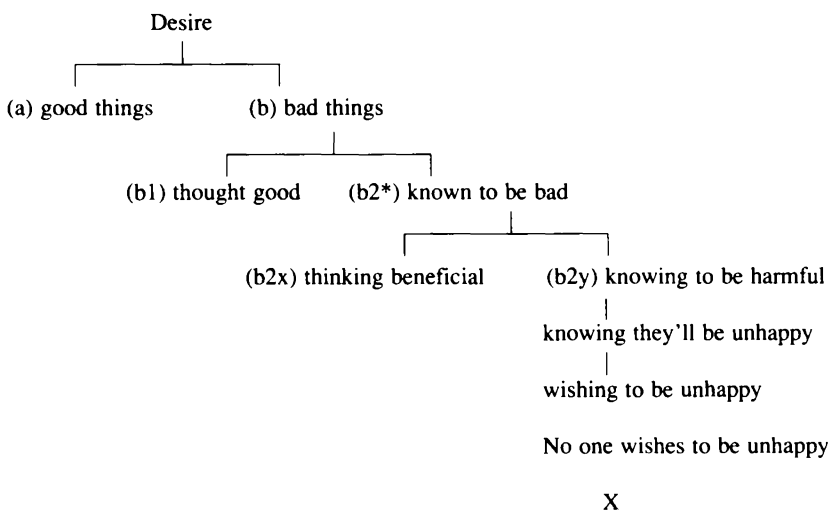 Desire
(a) good things (b) bad things
(b1) thought good (b2*) known to be bad
(b2x) thinking beneficial (b2y) knowing to be harmful
knowing they'll be unhappy
wishing to be unhappy
No one wishes to be unhappy
X